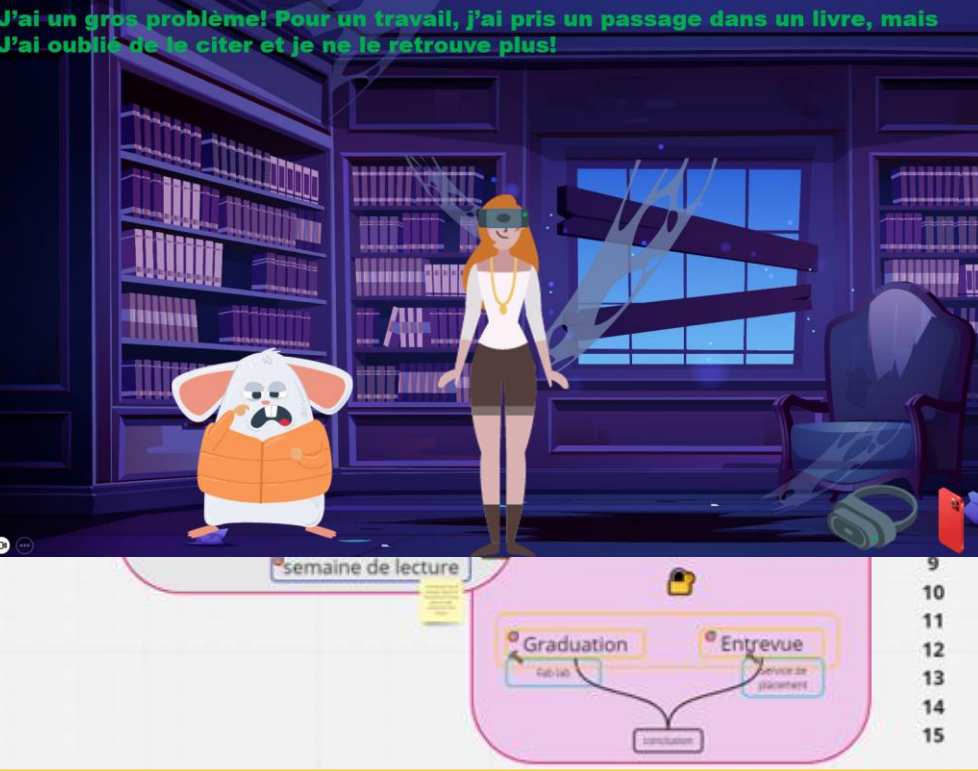 J’ai un gros problème! Pour un travail, j’ai pris un passage dans un livre, mais
J’ai oublié de le citer et je ne le retrouve plus!
semaine de lecture
9
10
11
Graduation
Entrevue
12
Fab lab
service de
13
placement
14
conclusion
15